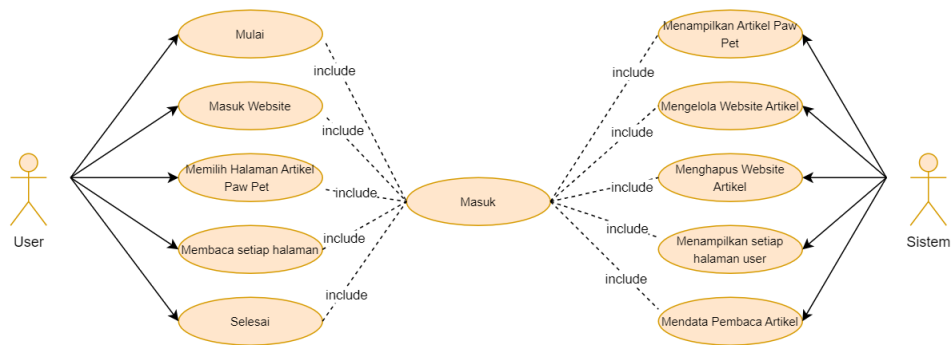 Mulai
Menampilkan Artikel Paw
Pet
include
include
Masuk Website
Mengelola Website Artikel
include
include
Memilih Halaman Artikel
Paw Pet
Menghapus Website
Artikel
include
include
Masuk
User
Sistem
Membaca setiap halaman
include
include
Menampilkan setiap
halaman user
include
include
Selesai
Mendata Pembaca Artikel